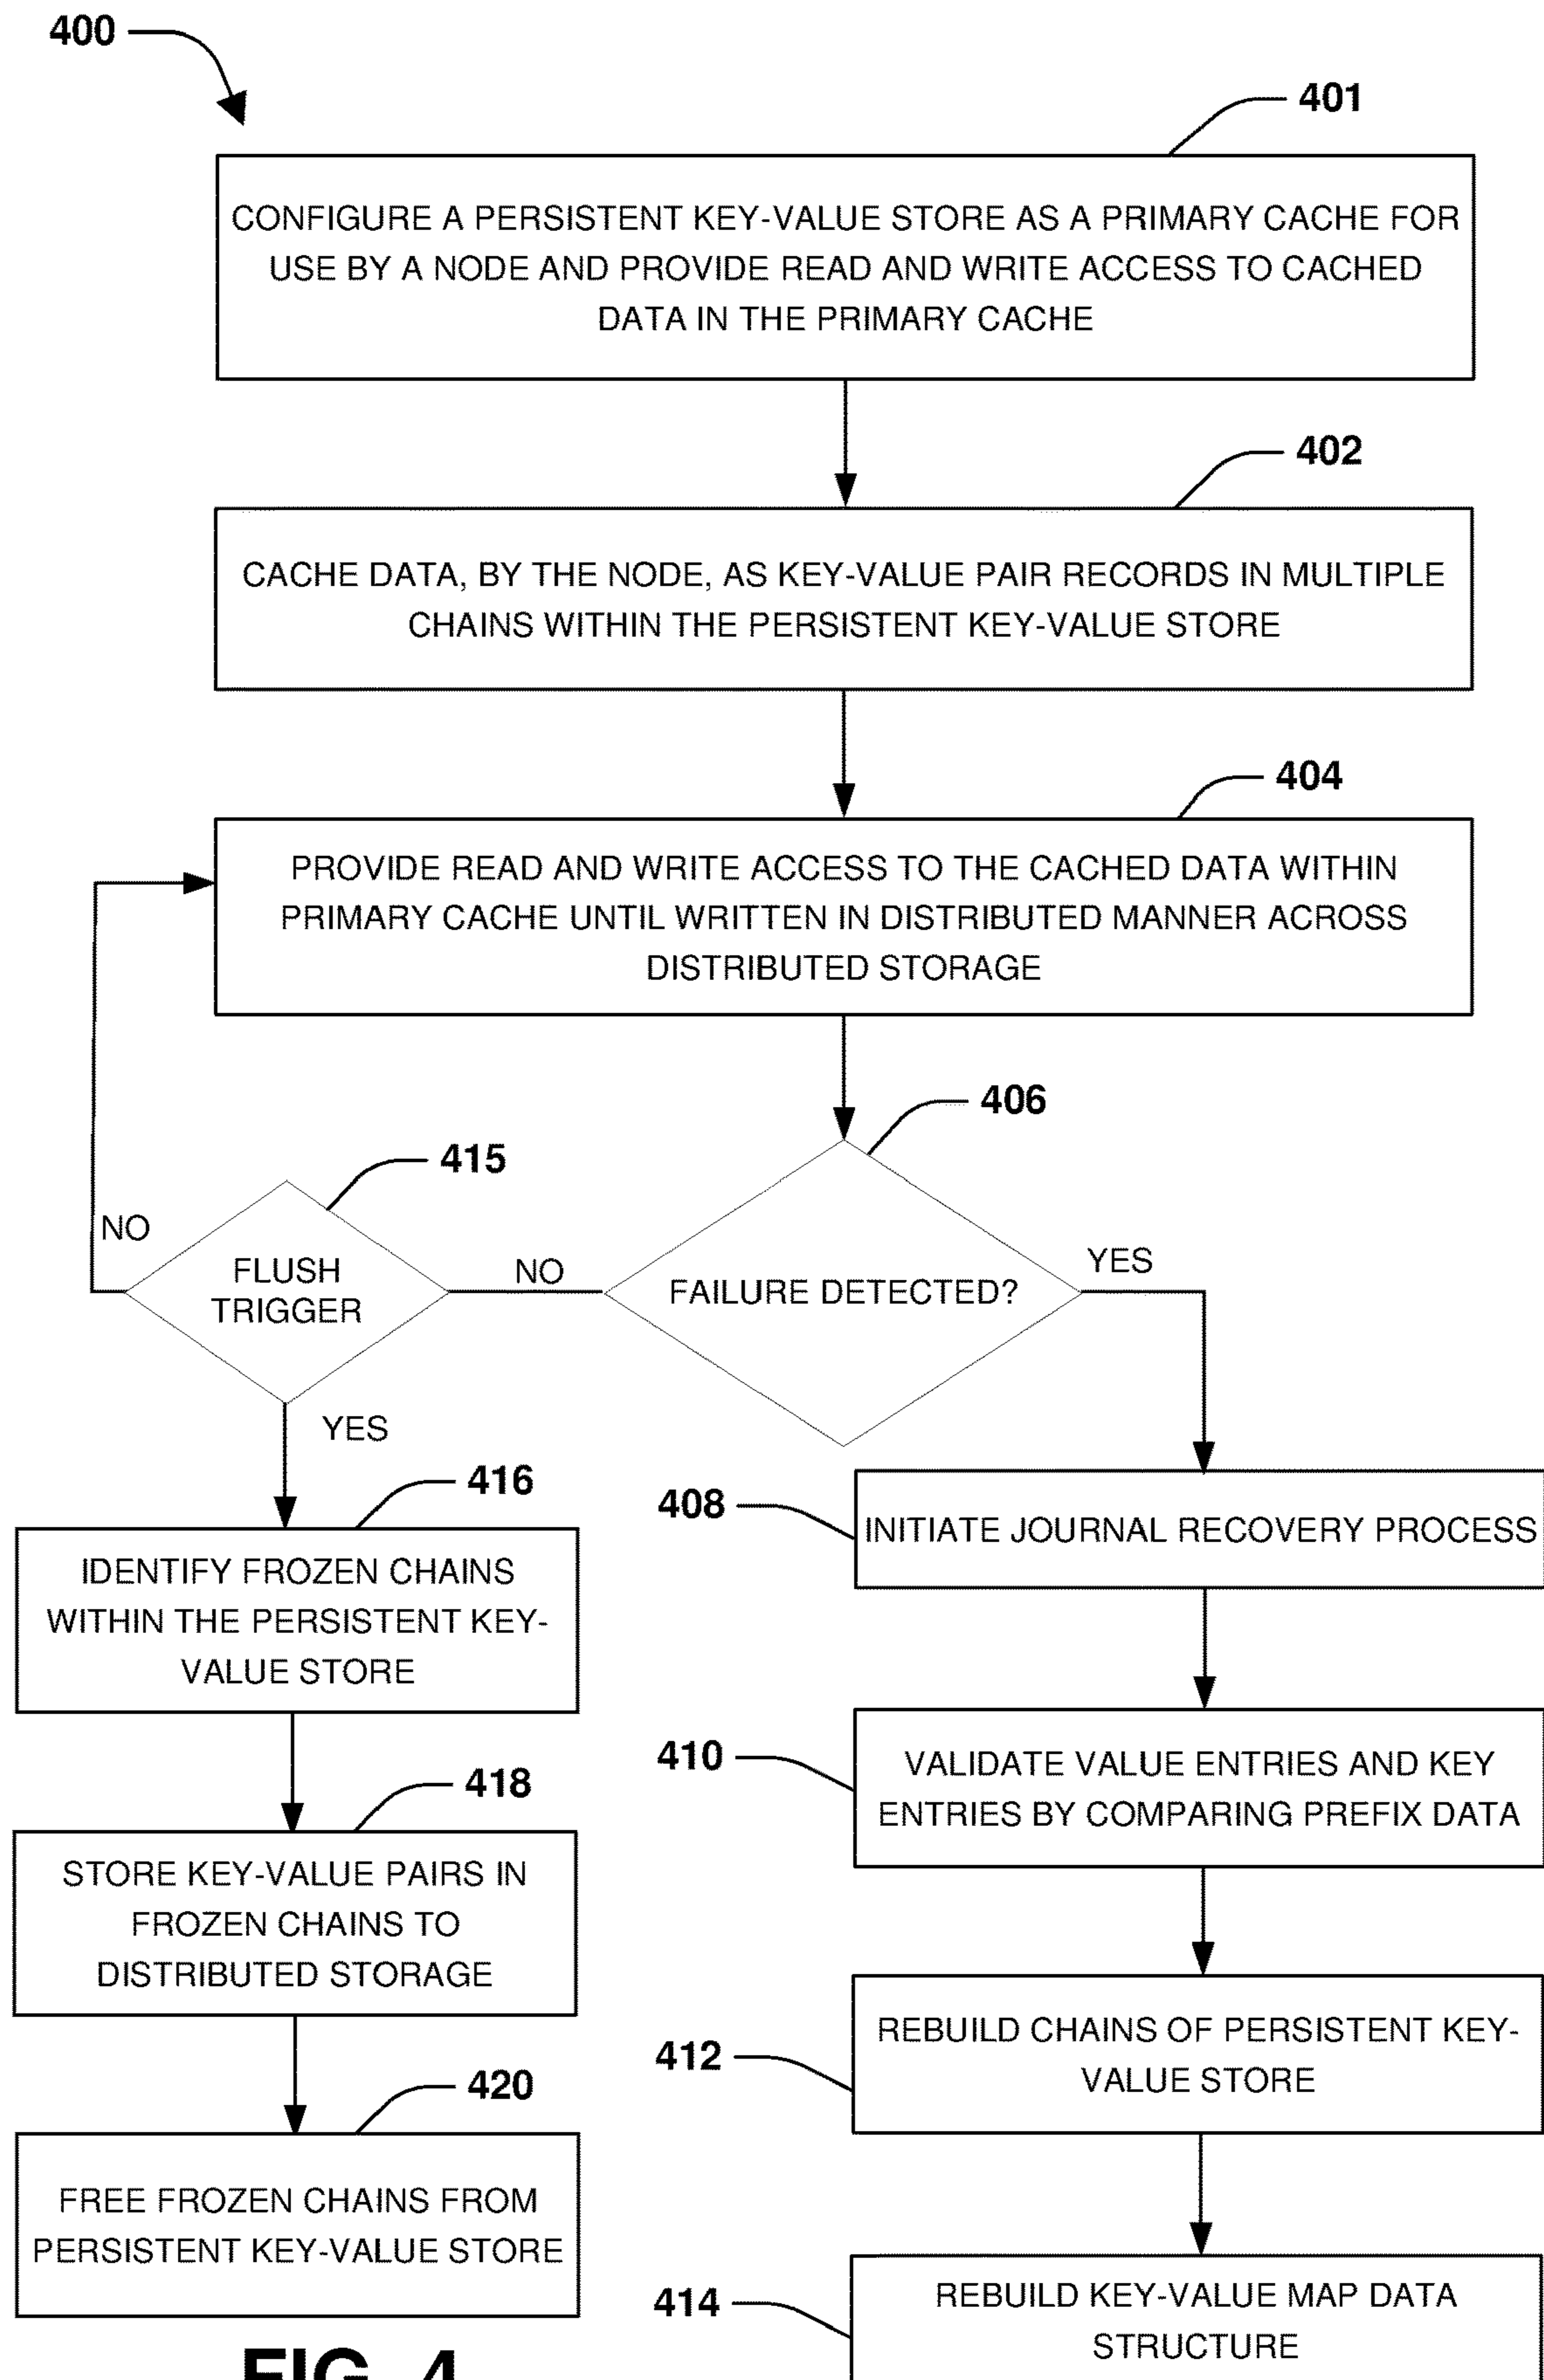 400
401
CONFIGURE A PERSISTENT KEY-VALUE STORE AS A PRIMARY CACHE FOR
USE BY A NODE AND PROVIDE READ AND WRITE ACCESS TO CACHED
DATA IN THE PRIMARY CACHE
402
CACHE DATA, BY THE NODE, AS KEY-VALUE PAIR RECORDS IN MULTIPLE
CHAINS WITHIN THE PERSISTENT KEY-VALUE STORE
404
PROVIDE READ AND WRITE ACCESS TO THE CACHED DATA WITHIN
PRIMARY CACHE UNTIL WRITTEN IN DISTRIBUTED MANNER ACROSS
DISTRIBUTED STORAGE
406
FAILURE DETECTED?
YES
NO
415
FLUSH
TRIGGER
NO
YES
416
IDENTIFY FROZEN CHAINS
WITHIN THE PERSISTENT KEY-
VALUE STORE
418
STORE KEY-VALUE PAIRS IN
FROZEN CHAINS TO
DISTRIBUTED STORAGE
420
FREE FROZEN CHAINS FROM
PERSISTENT KEY-VALUE STORE
408
INITIATE JOURNAL RECOVERY PROCESS
410
VALIDATE VALUE ENTRIES AND KEY
ENTRIES BY COMPARING PREFIX DATA
412
REBUILD CHAINS OF PERSISTENT KEY-
VALUE STORE
414
REBUILD KEY-VALUE MAP DATA
STRUCTURE
FIG. 4